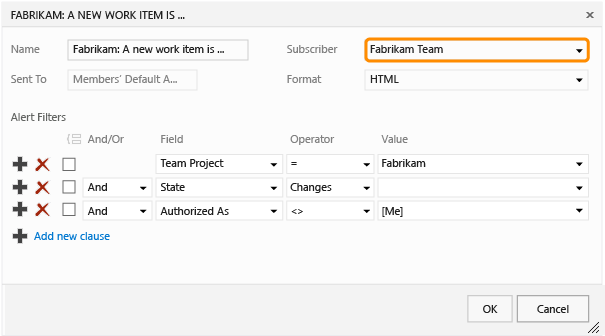 FABRIKAM: A NEW WORK ITEM IS ...
Name Fabrikam: A new work item is ... Subscriber Fabrikam Team
Sent To Members' Default A... Format HTML
Alert Filters
And/Or Field Operator Value
Team Project = Fabrikam
And State Changes
And Authorized As <> [Me]
Add new clause
OK Cancel